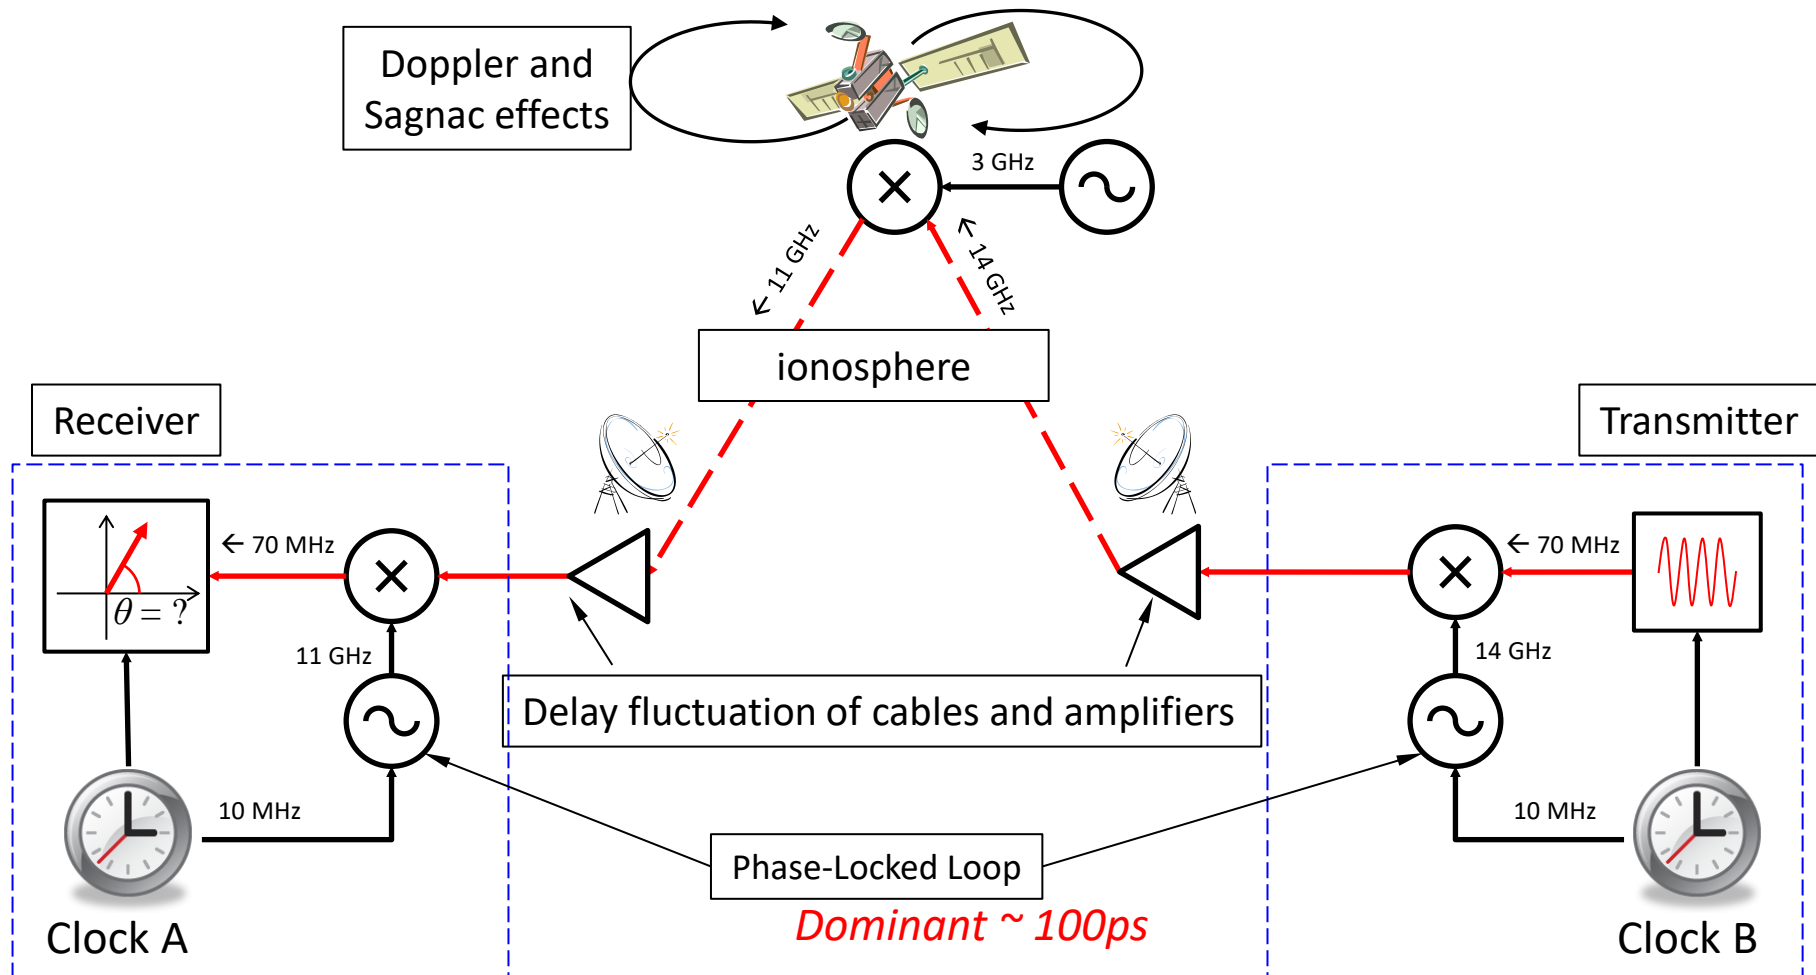 Doppler and
Sagnac effects
3 GHz
← 11 GHz
← 14 GHz
ionosphere
Receiver
Transmitter
← 70 MHz
← 70 MHz
θ = ?
11 GHz
14 GHz
Delay fluctuation of cables and amplifiers
10 MHz
10 MHz
Phase-Locked Loop
Dominant ~ 100ps
Clock A
Clock B